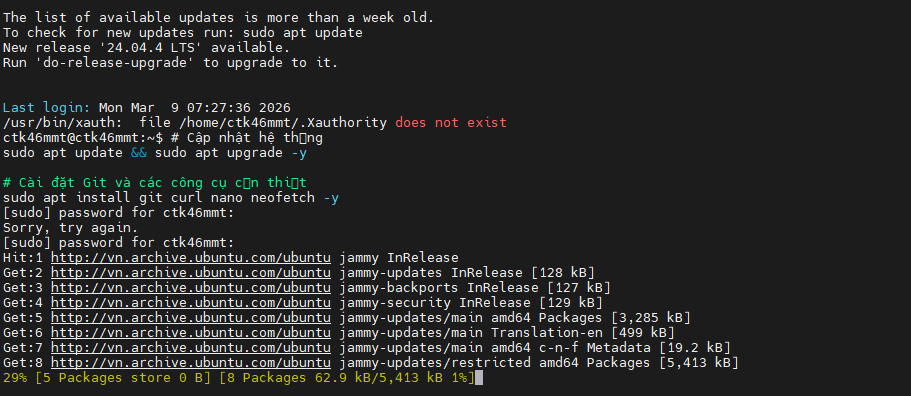 The list of available updates is more than a week old.
To check for new updates run: sudo apt update
New release '24.04.4 LTS' available.
Run 'do-release-upgrade' to upgrade to it.
Last login: Mon Mar  9 07:27:36 2026
/usr/bin/xauth:  file /home/ctk46mmt/.Xauthority does not exist
ctk46mmt@ctk46mmt:~$ # Cập nhật hệ th▯ng
sudo apt update && sudo apt upgrade -y
# Cài đặt Git và các công cụ c▯n thi▯t
sudo apt install git curl nano neofetch -y
[sudo] password for ctk46mmt:
Sorry, try again.
[sudo] password for ctk46mmt:
Hit:1 http://vn.archive.ubuntu.com/ubuntu jammy InRelease
Get:2 http://vn.archive.ubuntu.com/ubuntu jammy-updates InRelease [128 kB]
Get:3 http://vn.archive.ubuntu.com/ubuntu jammy-backports InRelease [127 kB]
Get:4 http://vn.archive.ubuntu.com/ubuntu jammy-security InRelease [129 kB]
Get:5 http://vn.archive.ubuntu.com/ubuntu jammy-updates/main amd64 Packages [3,285 kB]
Get:6 http://vn.archive.ubuntu.com/ubuntu jammy-updates/main Translation-en [499 kB]
Get:7 http://vn.archive.ubuntu.com/ubuntu jammy-updates/main amd64 c-n-f Metadata [19.2 kB]
Get:8 http://vn.archive.ubuntu.com/ubuntu jammy-updates/restricted amd64 Packages [5,413 kB]
29% [5 Packages store 0 B] [8 Packages 62.9 kB/5,413 kB 1%]